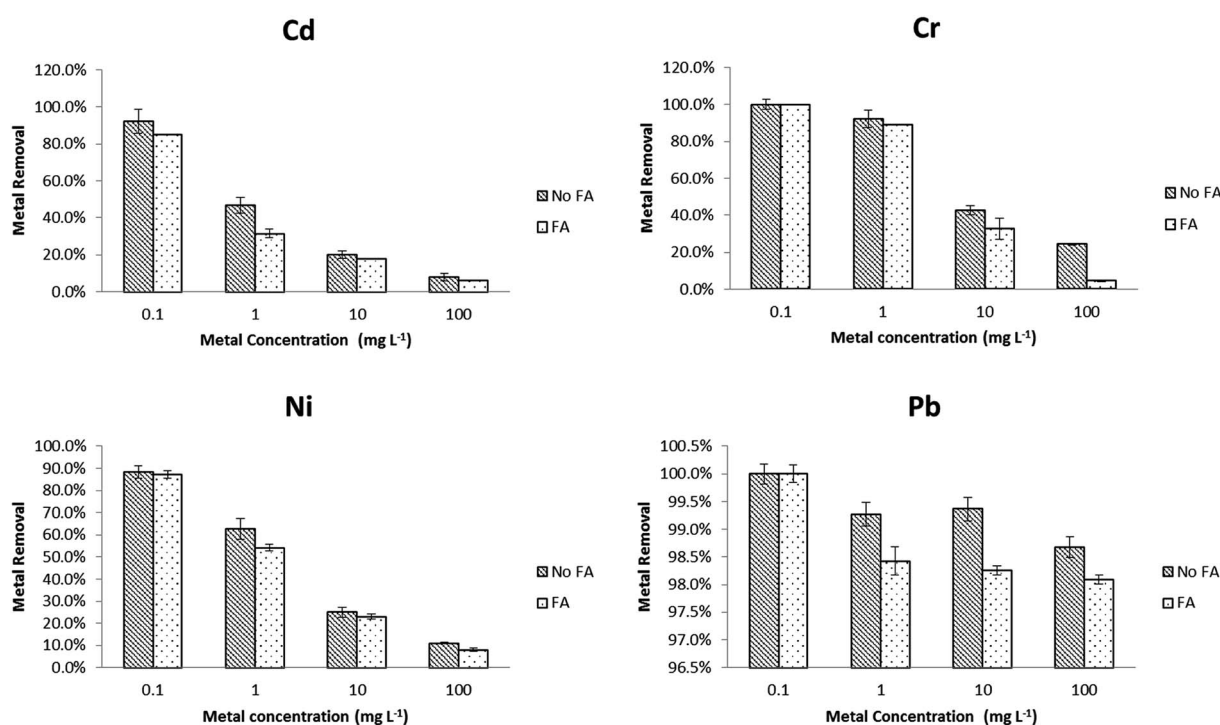 Cd
120.0%
100.0%
80.0%
60.0%
40.0%
20.0%
0.0%
Metal Removal
0.1 1 10 100
Metal Concentration (mg L⁻¹)
No FA
FA
Cr
120.0%
100.0%
80.0%
60.0%
40.0%
20.0%
0.0%
Metal Removal
0.1 1 10 100
Metal concentration (mg L⁻¹)
No FA
FA
Ni
100.0%
90.0%
80.0%
70.0%
60.0%
50.0%
40.0%
30.0%
20.0%
10.0%
0.0%
Metal Removal
0.1 1 10 100
Metal concentration (mg L⁻¹)
No FA
FA
Pb
100.5%
100.0%
99.5%
99.0%
98.5%
98.0%
97.5%
97.0%
96.5%
Metal Removal
0.1 1 10 100
Metal concentration (mg L⁻¹)
No FA
FA